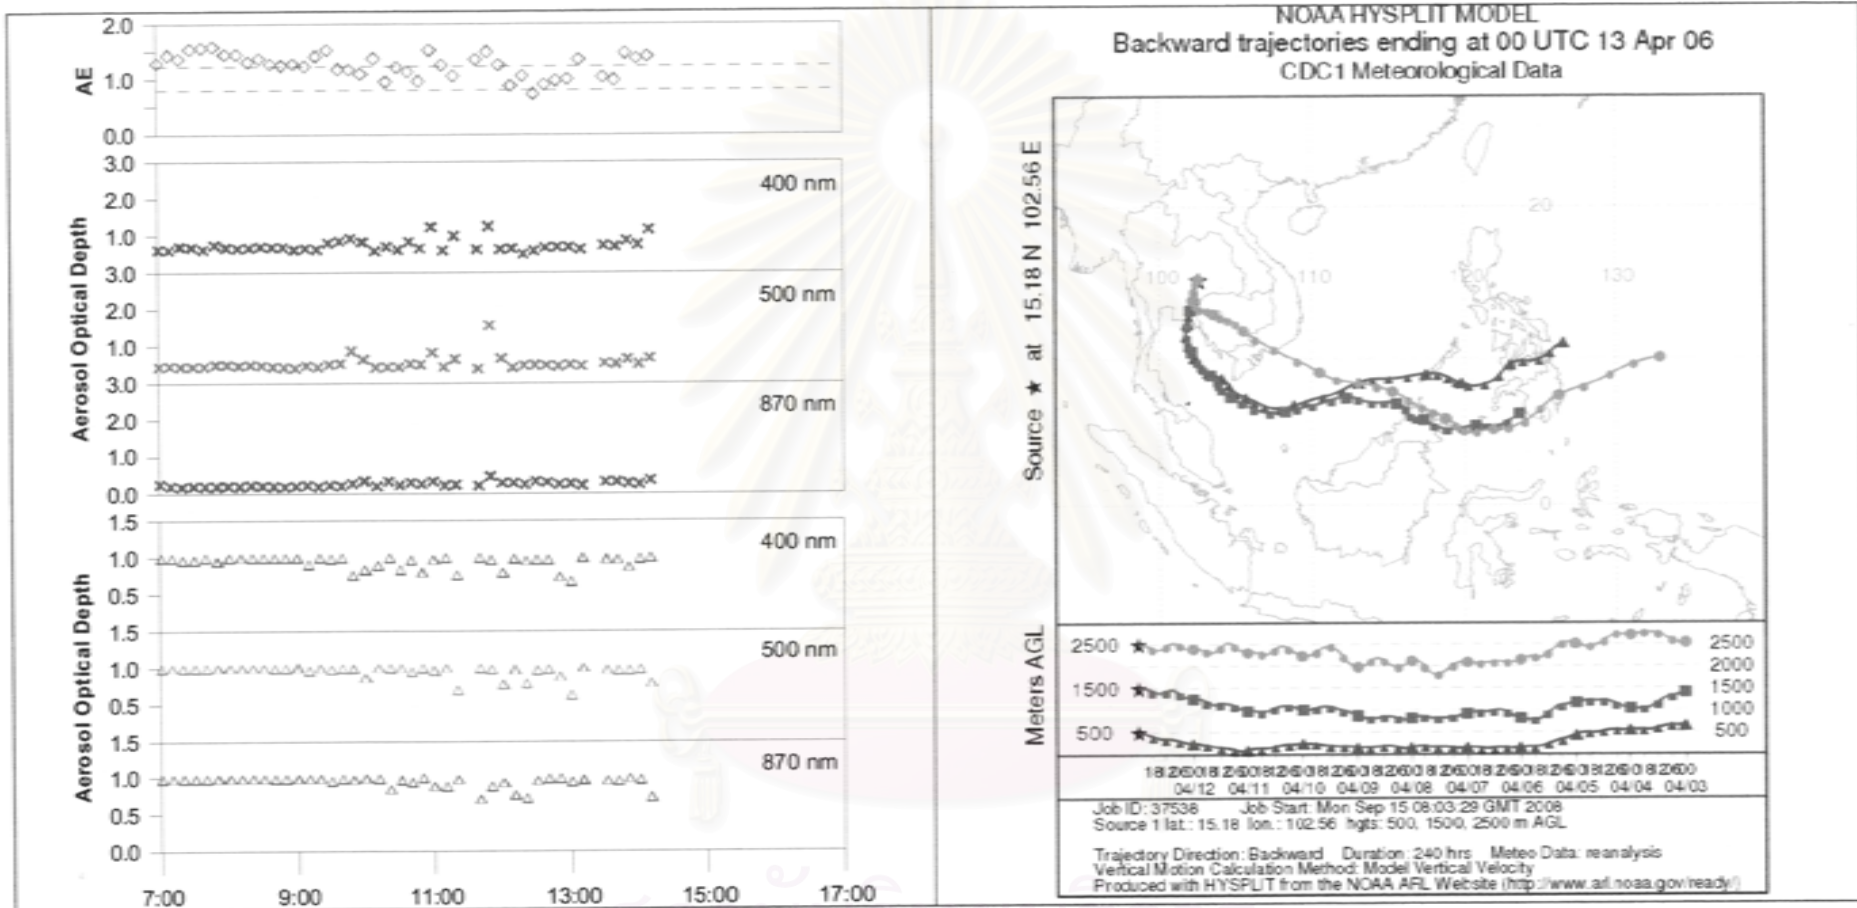 2.0
AE
1.0
0.0
3.0
400 nm
2.0
1.0
Aerosol Optical Depth
3.0
500 nm
2.0
1.0
3.0
870 nm
2.0
1.0
0.0
1.5
400 nm
1.0
0.5
Aerosol Optical Depth
1.5
500 nm
1.0
0.5
1.5
870 nm
1.0
0.5
0.0
7:00 9:00 11:00 13:00 15:00 17:00
NOAA HYSPLIT MODEL
Backward trajectories ending at 00 UTC 13 Apr 06
CDC1 Meteorological Data
Source ★ at 15.18 N 102.56 E
20
100 110 120 130
0
Meters AGL
2500 2500
2000
1500 1500
1000
500 500
04/12 04/11 04/10 04/09 04/08 04/07 04/06 04/05 04/04 04/03
Job ID: 37538 Job Start: Mon Sep 15 08:03:29 GMT 2008
Source 1 lat.: 15.18 lon.: 102.56 hgts: 500, 1500, 2500 m AGL
Trajectory Direction: Backward Duration: 240 hrs Meteo Data: reanalysis
Vertical Motion Calculation Method: Model Vertical Velocity
Produced with HYSPLIT from the NOAA ARL Website (http://www.arl.noaa.gov/ready/)